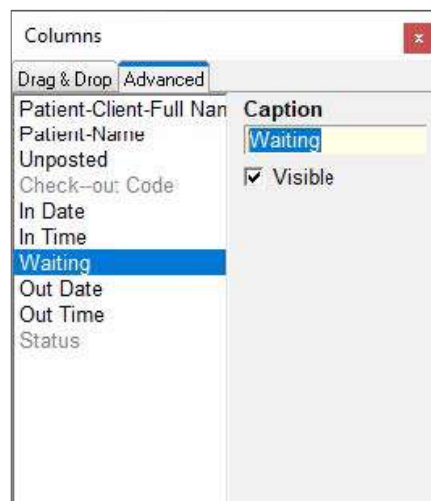 Columns
x
Drag & Drop
Advanced
Patient-Client-Full Nan
Patient-Name
Unposted
Check--out Code
In Date
In Time
Waiting
Out Date
Out Time
Status
Caption
Waiting
Visible